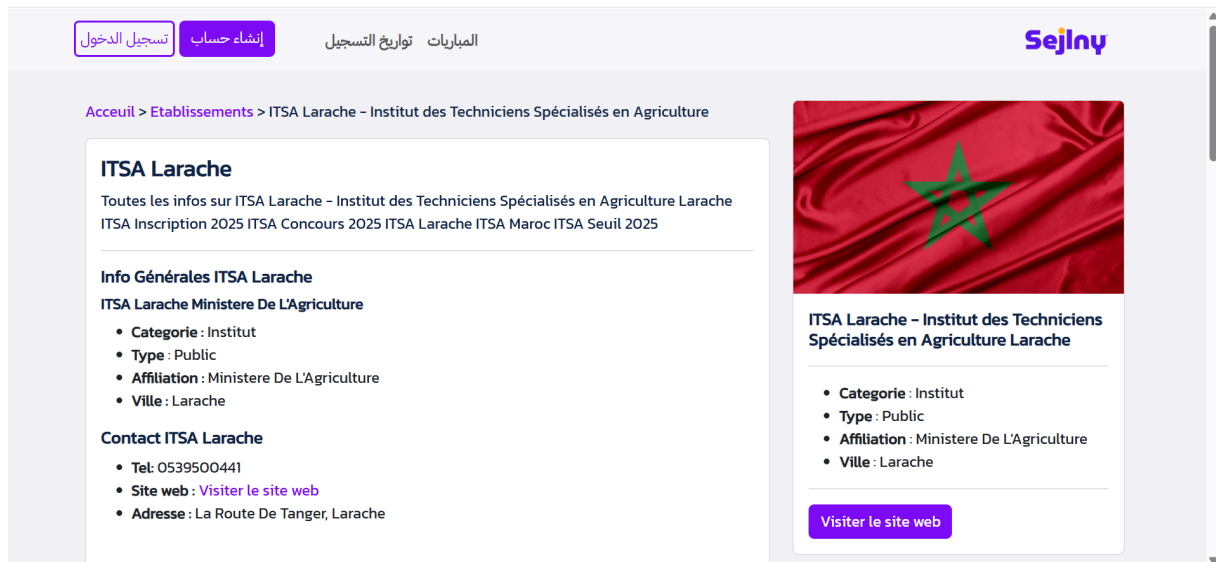 تسجيل الدخول
إنشاء حساب
المباريات تواريخ التسجيل
Sejlny
Acceuil > Etablissements > ITSA Larache – Institut des Techniciens Spécialisés en Agriculture
ITSA Larache
Toutes les infos sur ITSA Larache – Institut des Techniciens Spécialisés en Agriculture Larache
ITSA Inscription 2025 ITSA Concours 2025 ITSA Larache ITSA Maroc ITSA Seuil 2025
Info Générales ITSA Larache
ITSA Larache Ministere De L'Agriculture
• Categorie : Institut
• Type : Public
• Affiliation : Ministere De L'Agriculture
• Ville : Larache
Contact ITSA Larache
• Tel: 0539500441
• Site web : Visiter le site web
• Adresse : La Route De Tanger, Larache
ITSA Larache – Institut des Techniciens
Spécialisés en Agriculture Larache
• Categorie : Institut
• Type : Public
• Affiliation : Ministere De L'Agriculture
• Ville : Larache
Visiter le site web